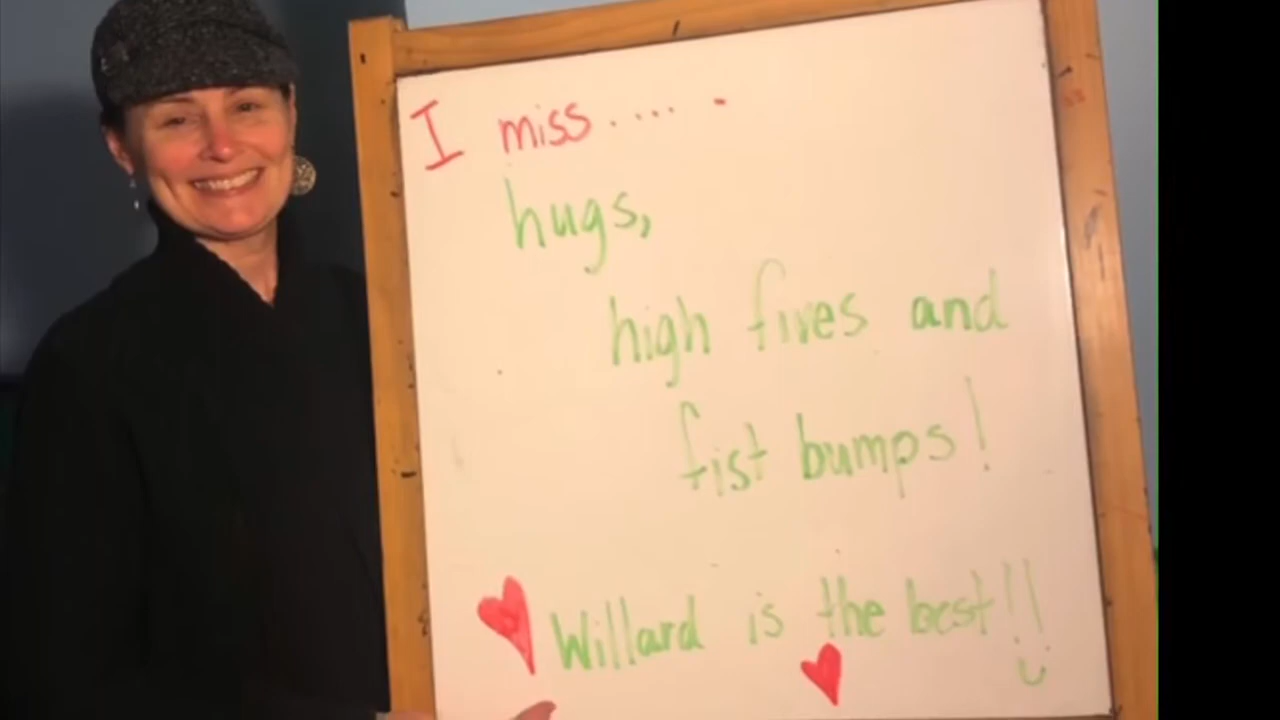 I miss.....
hugs,
high fives and
fist bumps!
Willard is the best!!